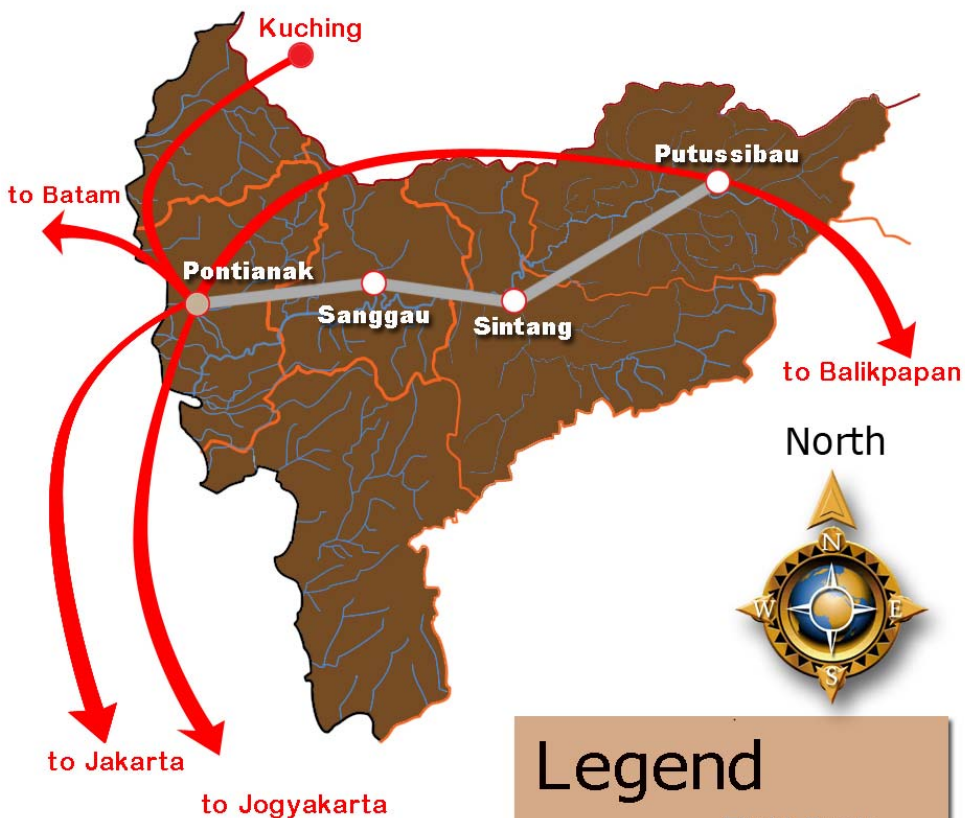 Kuching
Putussibau
to Batam
Pontianak
Sanggau
Sintang
to Balikpapan
North
N
W
E
S
to Jakarta
to Jogyakarta
Legend